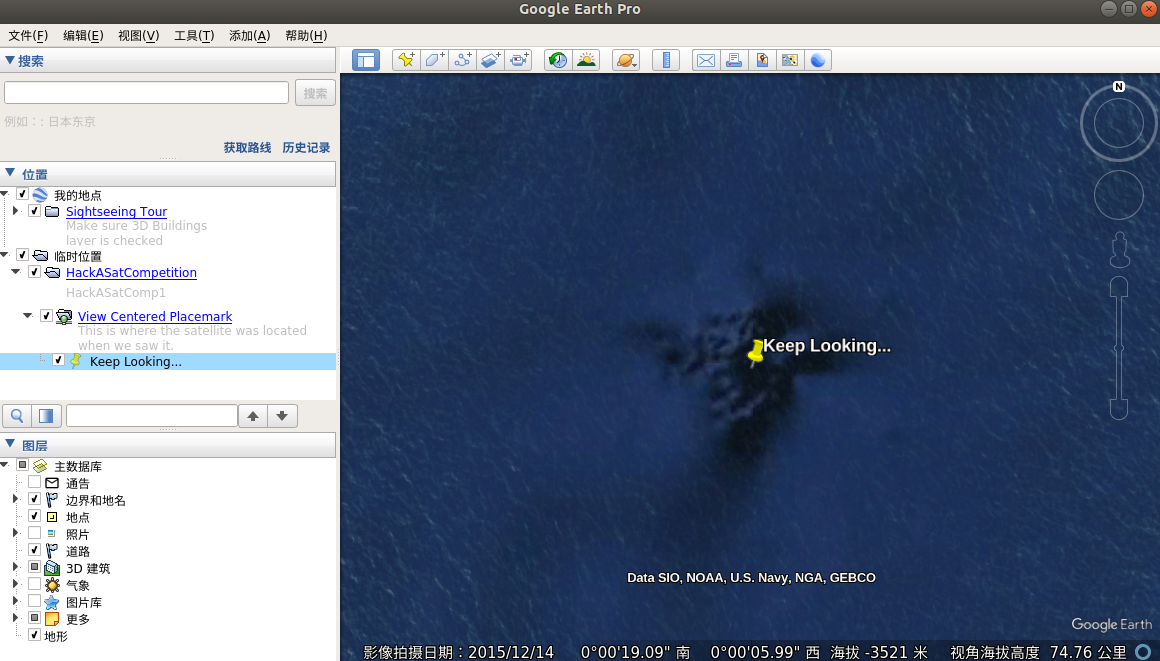 Google Earth Pro
文件(F) 编辑(E) 视图(V) 工具(T) 添加(A) 帮助(H)
搜索
搜索
例如：: 日本东京
获取路线 历史记录
位置
我的地点
Sightseeing Tour
Make sure 3D Buildings
layer is checked
临时位置
HackASatCompetition
HackASatComp1
View Centered Placemark
This is where the satellite was located
when we saw it.
Keep Looking...
图层
主数据库
通告
边界和地名
地点
照片
道路
3D 建筑
气象
图片库
更多
地形
N
Keep Looking...
Data SIO, NOAA, U.S. Navy, NGA, GEBCO
Google Earth
影像拍摄日期：2015/12/14 0°00'19.09" 南 0°00'05.99" 西 海拔 -3521 米 视角海拔高度 74.76 公里